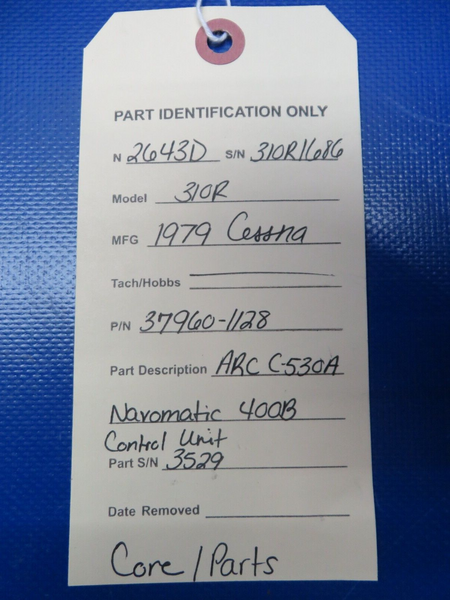 PART IDENTIFICATION ONLY
N 2643D S/N 310R1686
Model 310R
MFG 1979 Cessna
Tach/Hobbs
P/N 37960-1128
Part Description ARC C-530A
Navomatic 400B
Control Unit
Part S/N 3529
Date Removed
Core/Parts